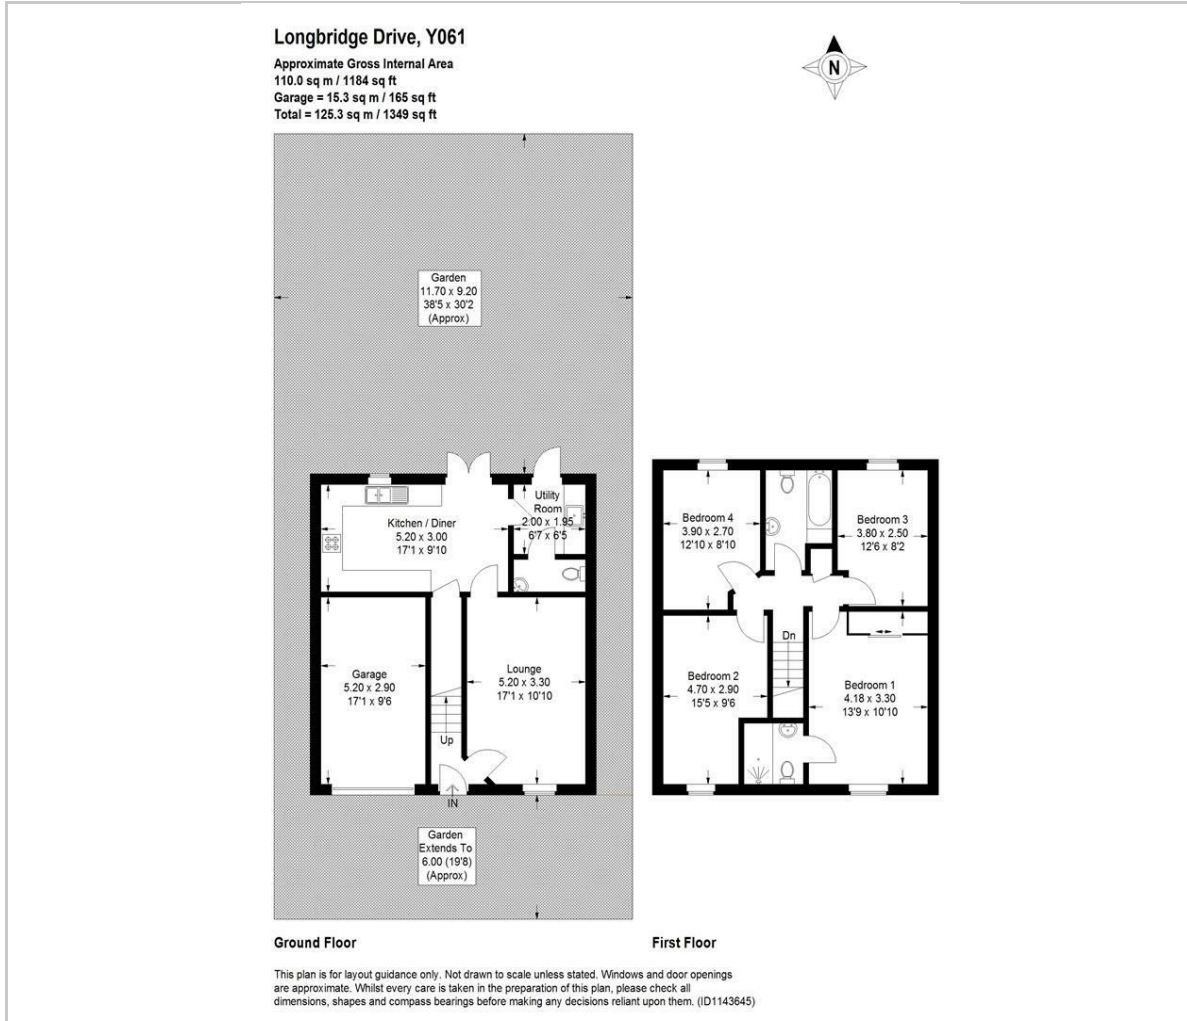 Longbridge Drive, Y061
Approximate Gross Internal Area
110.0 sq m / 1184 sq ft
Garage = 15.3 sq m / 165 sq ft
Total = 125.3 sq m / 1349 sq ft
N
Garden
11.70 x 9.20
38'5 x 30'2
(Approx)
Kitchen / Diner
5.20 x 3.00
17'1 x 9'10
Utility
Room
2.00 x 1.95
6'7 x 6'5
Garage
5.20 x 2.90
17'1 x 9'6
Lounge
5.20 x 3.30
17'1 x 10'10
Up
IN
Garden
Extends To
6.00 (19'8)
(Approx)
Bedroom 4
3.90 x 2.70
12'10 x 8'10
Bedroom 3
3.80 x 2.50
12'6 x 8'2
Dn
Bedroom 2
4.70 x 2.90
15'5 x 9'6
Bedroom 1
4.18 x 3.30
13'9 x 10'10
Ground Floor
First Floor
This plan is for layout guidance only. Not drawn to scale unless stated. Windows and door openings
are approximate. Whilst every care is taken in the preparation of this plan, please check all
dimensions, shapes and compass bearings before making any decisions reliant upon them. (ID1143645)